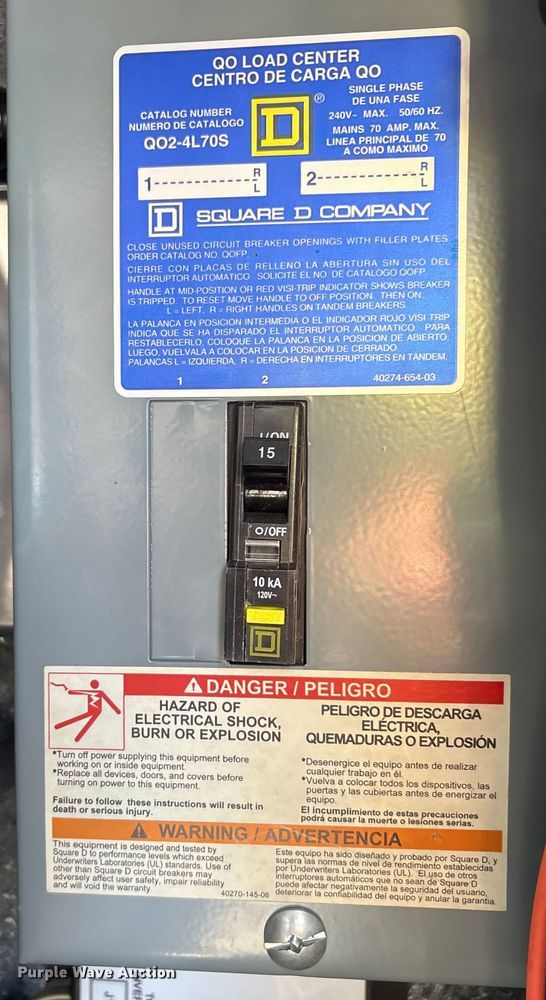 QO LOAD CENTER
CENTRO DE CARGA QO
CATALOG NUMBER
NUMERO DE CATALOGO
QO2-4L70S
D
®
SINGLE PHASE
DE UNA FASE
240V~ MAX. 50/60 HZ.
MAINS 70 AMP. MAX.
LINEA PRINCIPAL DE 70
A COMO MAXIMO
1 R L
2 R L
D SQUARE D COMPANY
CLOSE UNUSED CIRCUIT BREAKER OPENINGS WITH FILLER PLATES
ORDER CATALOG NO. QOFP.
CIERRE CON PLACAS DE RELLENO LA ABERTURA SIN USO DEL
INTERRUPTOR AUTOMATICO. SOLICITE EL NO. DE CATALOGO QOFP
HANDLE AT MID-POSITION OR RED VISI-TRIP INDICATOR SHOWS BREAKER
IS TRIPPED. TO RESET MOVE HANDLE TO OFF POSITION THEN ON.
L = LEFT. R = RIGHT HANDLES ON TANDEM BREAKERS
LA PALANCA EN POSICION INTERMEDIA O EL INDICADOR ROJO VISI TRIP
INDICA QUE SE HA DISPARADO EL INTERRUPTOR AUTOMATICO. PARA
RESTABLECERLO, COLOQUE LA PALANCA EN LA POSICION DE ABIERTO,
LUEGO, VUELVALA A COLOCAR EN LA POSICION DE CERRADO.
PALANCAS L = IZQUIERDA, R = DERECHA EN INTERRUPTORES EN TANDEM.
1 2 40274-654-03
I/ON
15
O/OFF
10 kA
120V~
D
DANGER / PELIGRO
HAZARD OF
ELECTRICAL SHOCK,
BURN OR EXPLOSION
•Turn off power supplying this equipment before
working on or inside equipment.
•Replace all devices, doors, and covers before
turning on power to this equipment.
Failure to follow these instructions will result in
death or serious injury.
PELIGRO DE DESCARGA
ELÉCTRICA,
QUEMADURAS O EXPLOSIÓN
•Desenergice el equipo antes de realizar
cualquier trabajo en él.
•Vuelva a colocar todos los dispositivos, las
puertas y las cubiertas antes de energizar el
equipo.
El incumplimiento de estas precauciones
podrá causar la muerte o lesiones serias.
WARNING / ADVERTENCIA
This equipment is designed and tested by
Square D to performance levels which exceed
Underwriters Laboratories (UL) standards. Use of
other than Square D circuit breakers may
adversely affect user safety, impair reliability
and will void the warranty.
40270-145-06
Este equipo ha sido diseñado y probado por Square D, y
supera las normas de nivel de rendimiento establecidas
por Underwriters Laboratories (UL). El uso de otros
interruptores automáticos que no sean de Square D
puede afectar negativamente la seguridad del usuario,
deteriorar la confiabilidad del equipo y anular la garantía.
Purple Wave Auction